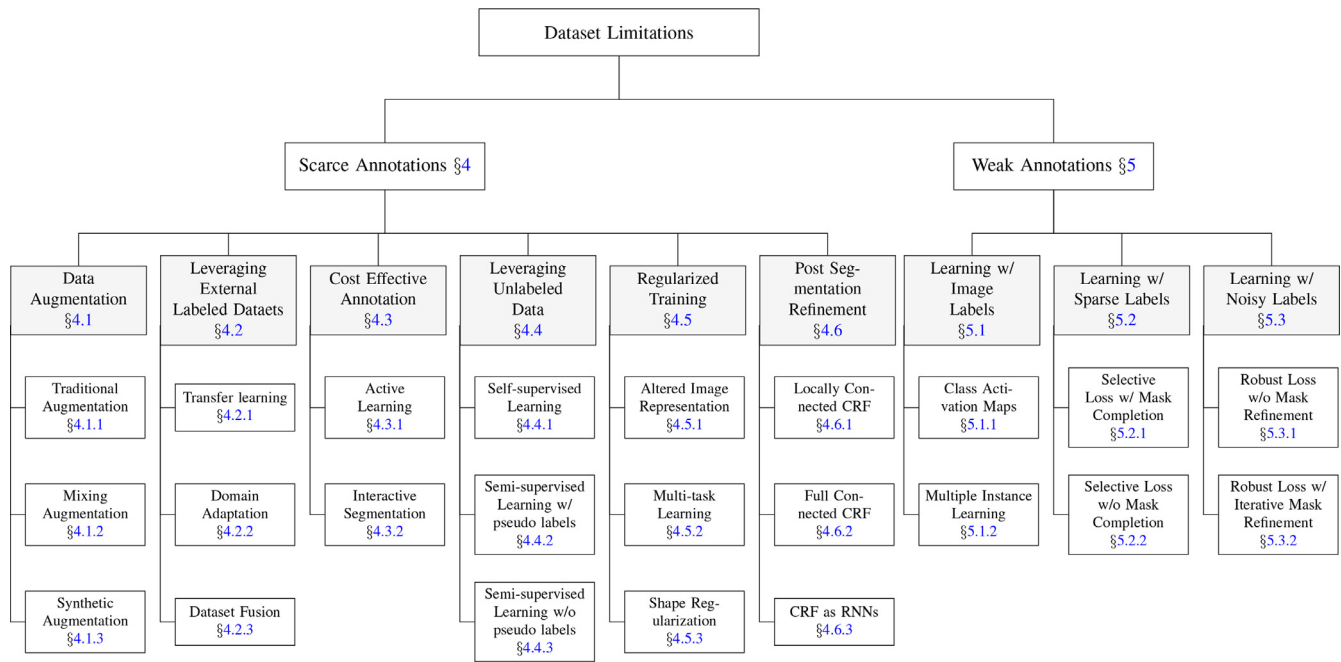 Dataset Limitations
Scarce Annotations §4
Weak Annotations §5
Data
Augmentation
§4.1
Leveraging
External
Labeled Dataets
§4.2
Cost Effective
Annotation
§4.3
Leveraging
Unlabeled
Data
§4.4
Regularized
Training
§4.5
Post Seg-
mentation
Refinement
§4.6
Learning w/
Image
Labels
§5.1
Learning w/
Sparse Labels
§5.2
Learning w/
Noisy Labels
§5.3
Traditional
Augmentation
§4.1.1
Transfer learning
§4.2.1
Active
Learning
§4.3.1
Self-supervised
Learning
§4.4.1
Altered Image
Representation
§4.5.1
Locally Con-
nected CRF
§4.6.1
Class Acti-
vation Maps
§5.1.1
Selective
Loss w/ Mask
Completion
§5.2.1
Robust Loss
w/o Mask
Refinement
§5.3.1
Mixing
Augmentation
§4.1.2
Domain
Adaptation
§4.2.2
Interactive
Segmentation
§4.3.2
Semi-supervised
Learning w/
pseudo labels
§4.4.2
Multi-task
Learning
§4.5.2
Full Con-
nected CRF
§4.6.2
Multiple Instance
Learning
§5.1.2
Selective Loss
w/o Mask
Completion
§5.2.2
Robust Loss w/
Iterative Mask
Refinement
§5.3.2
Synthetic
Augmentation
§4.1.3
Dataset Fusion
§4.2.3
Semi-supervised
Learning w/o
pseudo labels
§4.4.3
Shape Reg-
ularization
§4.5.3
CRF as RNNs
§4.6.3